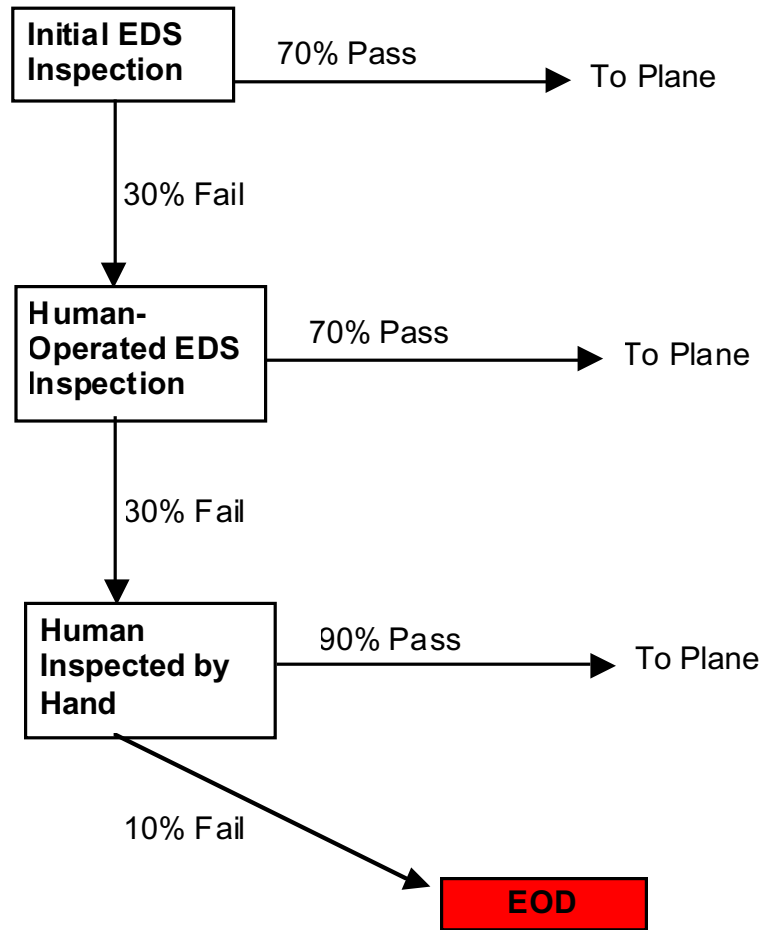 Initial EDS
Inspection
70% Pass
To Plane
30% Fail
Human-
Operated EDS
Inspection
70% Pass
To Plane
30% Fail
Human
Inspected by
Hand
90% Pass
To Plane
10% Fail
EOD